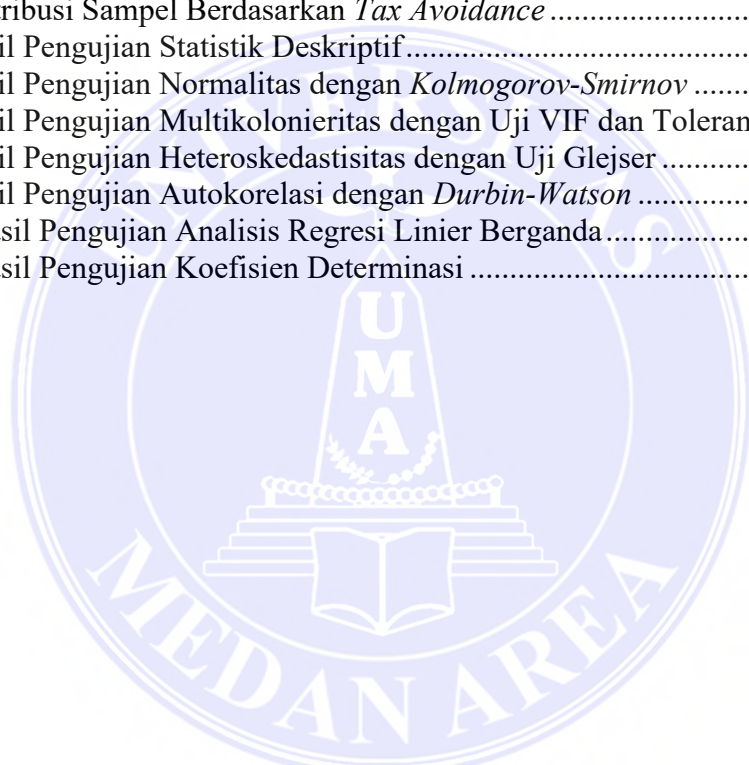 tribusi Sampel Berdasarkan Tax Avoidance ........................
il Pengujian Statistik Deskriptif ..........................................
il Pengujian Normalitas dengan Kolmogorov-Smirnov .......
il Pengujian Multikolonieritas dengan Uji VIF dan Toleran
il Pengujian Heteroskedastisitas dengan Uji Glejser ...........
il Pengujian Autokorelasi dengan Durbin-Watson ..............
sil Pengujian Analisis Regresi Linier Berganda ..................
sil Pengujian Koefisien Determinasi ...................................
UNIVERSITAS
U
M
A
MEDAN AREA